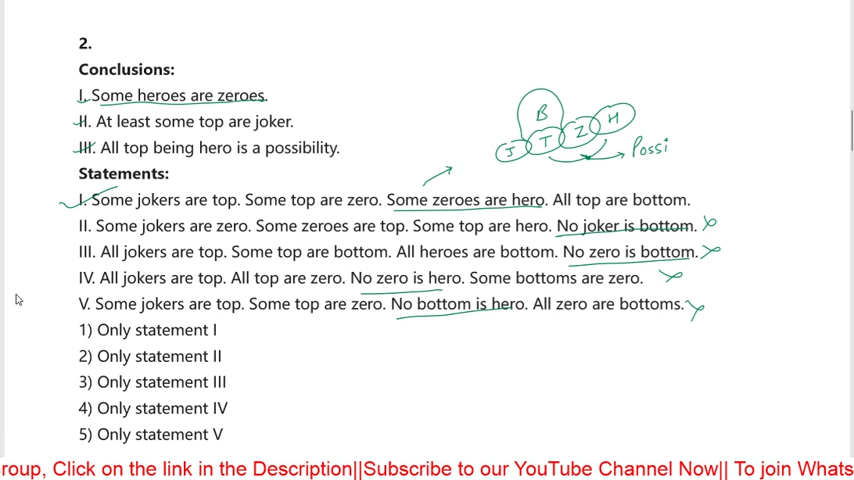 2.
Conclusions:
I. Some heroes are zeroes.
II. At least some top are joker.
III. All top being hero is a possibility.
Statements:
I. Some jokers are top. Some top are zero. Some zeroes are hero. All top are bottom.
II. Some jokers are zero. Some zeroes are top. Some top are hero. No joker is bottom.
III. All jokers are top. Some top are bottom. All heroes are bottom. No zero is bottom.
IV. All jokers are top. All top are zero. No zero is hero. Some bottoms are zero.
V. Some jokers are top. Some top are zero. No bottom is hero. All zero are bottoms.
1) Only statement I
2) Only statement II
3) Only statement III
4) Only statement IV
5) Only statement V
B
J T Z H
Possi
roup, Click on the link in the Description||Subscribe to our YouTube Channel Now|| To join Whats